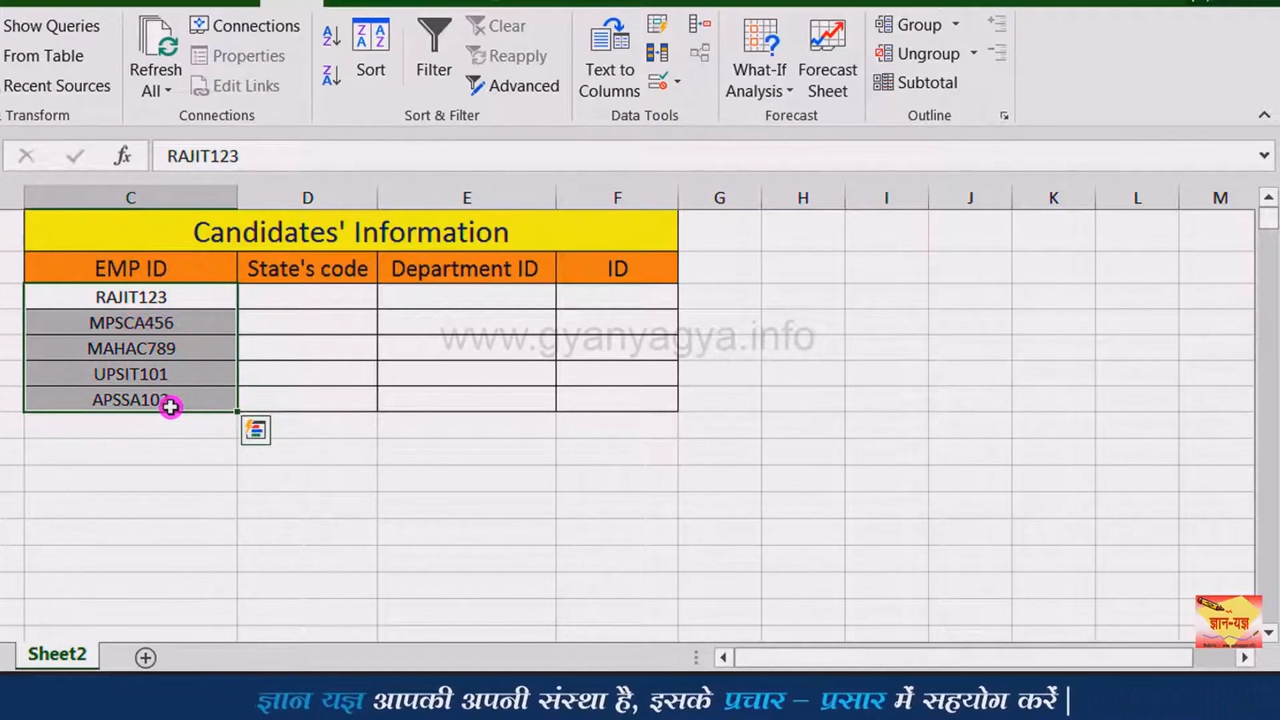 Show Queries
From Table
Recent Sources
Transform
Refresh All
Connections
Properties
Edit Links
Connections
Sort
Filter
Clear
Reapply
Advanced
Sort & Filter
Text to Columns
Data Tools
What-If Analysis
Forecast Sheet
Forecast
Group
Ungroup
Subtotal
Outline
fx RAJIT123
C D E F G H I J K L M
Candidates' Information
EMP ID State's code Department ID ID
RAJIT123
MPSCA456
www.gyanyagya.info
MAHAC789
UPSIT101
ज्ञान-यज्ञ
Sheet2
ज्ञान यज्ञ आपकी अपनी संस्था है, इसके प्रचार – प्रसार में सहयोग करें |